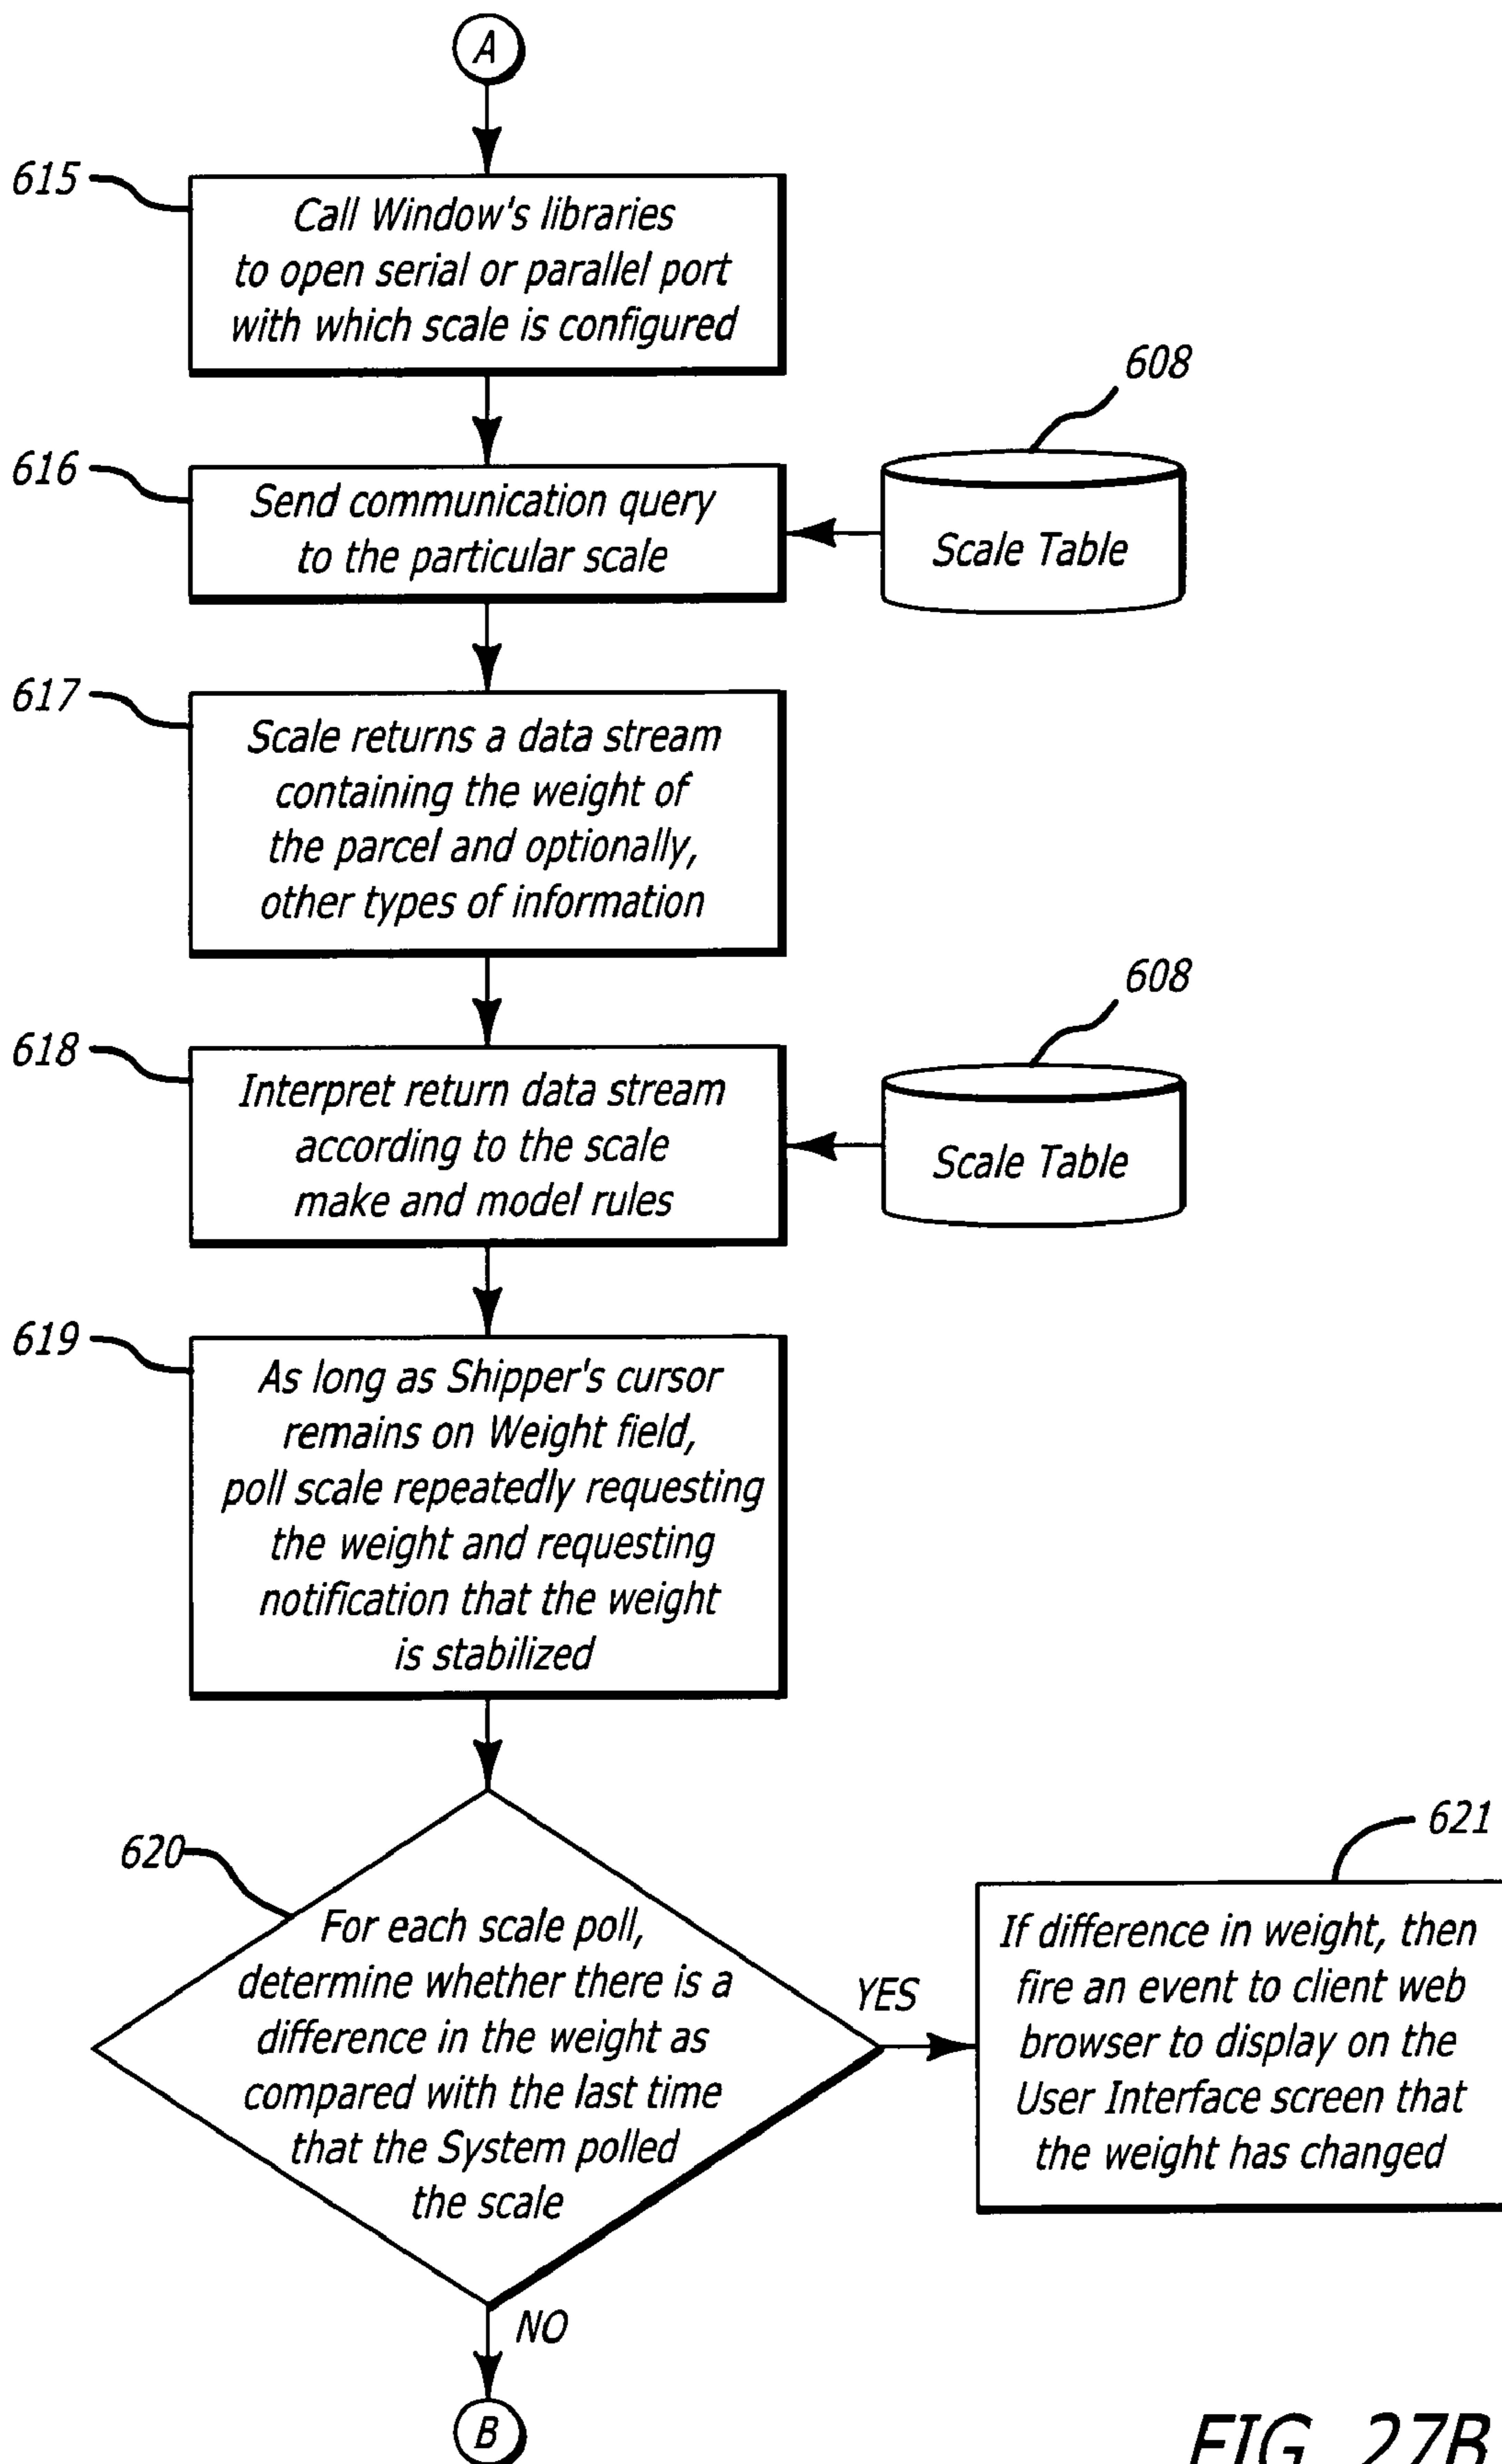 A
615
Call Window's libraries
to open serial or parallel port
with which scale is configured
608
616
Send communication query
to the particular scale
Scale Table
617
Scale returns a data stream
containing the weight of
the parcel and optionally,
other types of information
608
618
Interpret return data stream
according to the scale
make and model rules
Scale Table
619
As long as Shipper's cursor
remains on Weight field,
poll scale repeatedly requesting
the weight and requesting
notification that the weight
is stabilized
620
For each scale poll,
determine whether there is a
difference in the weight as
compared with the last time
that the System polled
the scale
YES
621
If difference in weight, then
fire an event to client web
browser to display on the
User Interface screen that
the weight has changed
NO
B
FIG. 27B